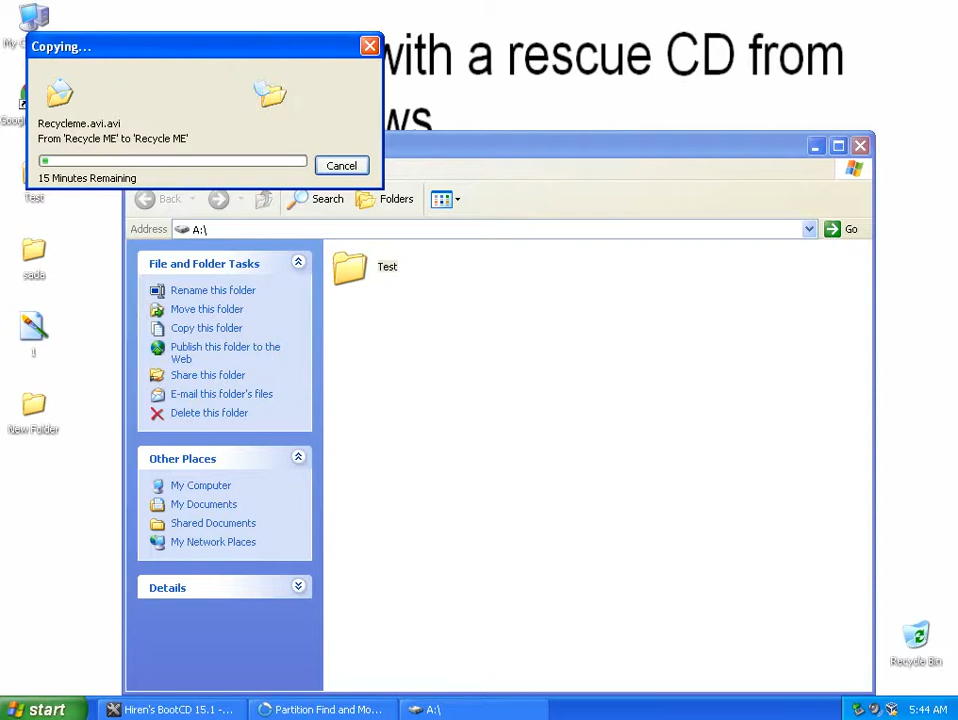 with a rescue CD from
ws
Copying...
Recycleme.avi.avi
From 'Recycle ME' to 'Recycle ME'
Cancel
15 Minutes Remaining
My C
Goog
Test
sada
1
New Folder
Back
Search
Folders
Address
A:\
Go
File and Folder Tasks
Rename this folder
Move this folder
Copy this folder
Publish this folder to the
Web
Share this folder
E-mail this folder's files
Delete this folder
Other Places
My Computer
My Documents
Shared Documents
My Network Places
Details
Test
Recycle Bin
start
Hiren's BootCD 15.1 -...
Partition Find and Mo...
A:\
5:44 AM